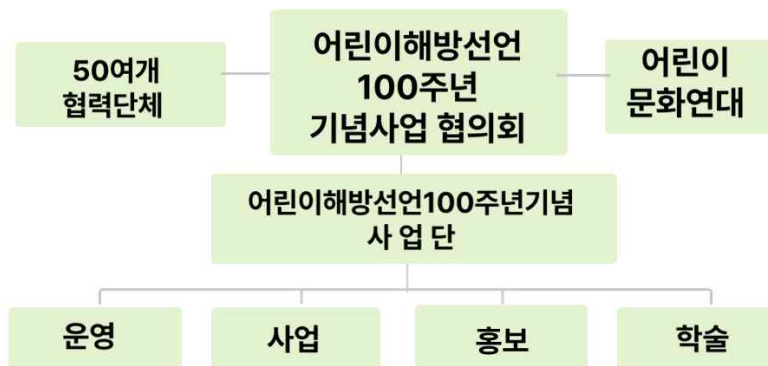 50여개
협력단체
어린이해방선언
100주년
기념사업 협의회
어린이
문화연대
어린이해방선언100주년기념
사 업 단
운영
사업
홍보
학술